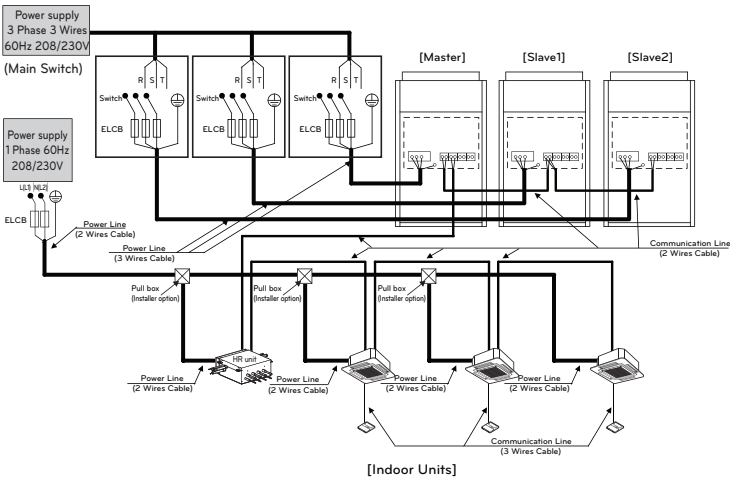 Power supply
3 Phase 3 Wires
60Hz 208/230V
(Main Switch)
[Master]
[Slave1]
[Slave2]
R S T
Switch
ELCB
R S T
Switch
ELCB
R S T
Switch
ELCB
Power supply
1 Phase 60Hz
208/230V
L(L1) N(L2)
ELCB
Power Line
(2 Wires Cable)
Power Line
(3 Wires Cable)
Communication Line
(2 Wires Cable)
Pull box
(Installer option)
Pull box
(Installer option)
Pull box
(Installer option)
HR unit
Power Line
(2 Wires Cable)
Power Line
(2 Wires Cable)
Power Line
(2 Wires Cable)
Power Line
(2 Wires Cable)
Communication Line
(3 Wires Cable)
[Indoor Units]